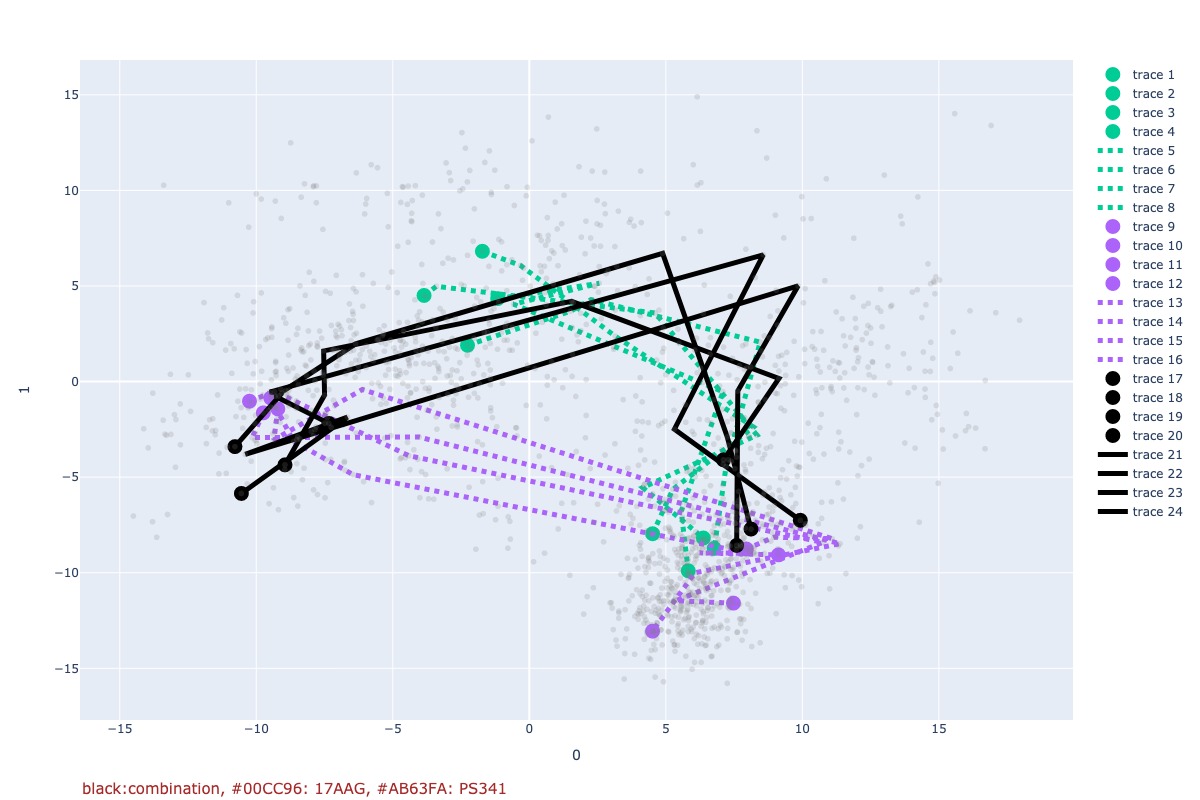 15
10
5
0
−5
−10
−15
1
−15
−10
−5
0
5
10
15
0
trace 1
trace 2
trace 3
trace 4
trace 5
trace 6
trace 7
trace 8
trace 9
trace 10
trace 11
trace 12
trace 13
trace 14
trace 15
trace 16
trace 17
trace 18
trace 19
trace 20
trace 21
trace 22
trace 23
trace 24
black:combination, #00CC96: 17AAG, #AB63FA: PS341